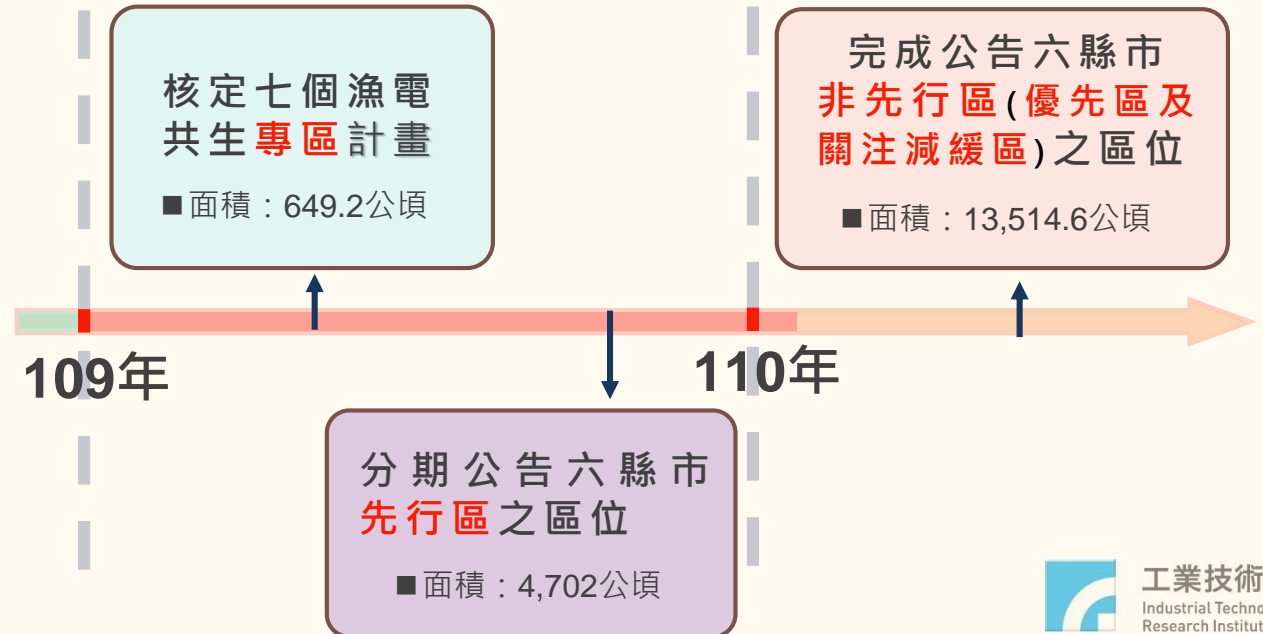 核定七個漁電
共生專區計畫
■面積：649.2公頃
完成公告六縣市
非先行區(優先區及
關注減緩區)之區位
■面積：13,514.6公頃
109年
110年
分期公告六縣市
先行區之區位
■面積：4,702公頃
工業技術
Industrial Techno
Research Institut